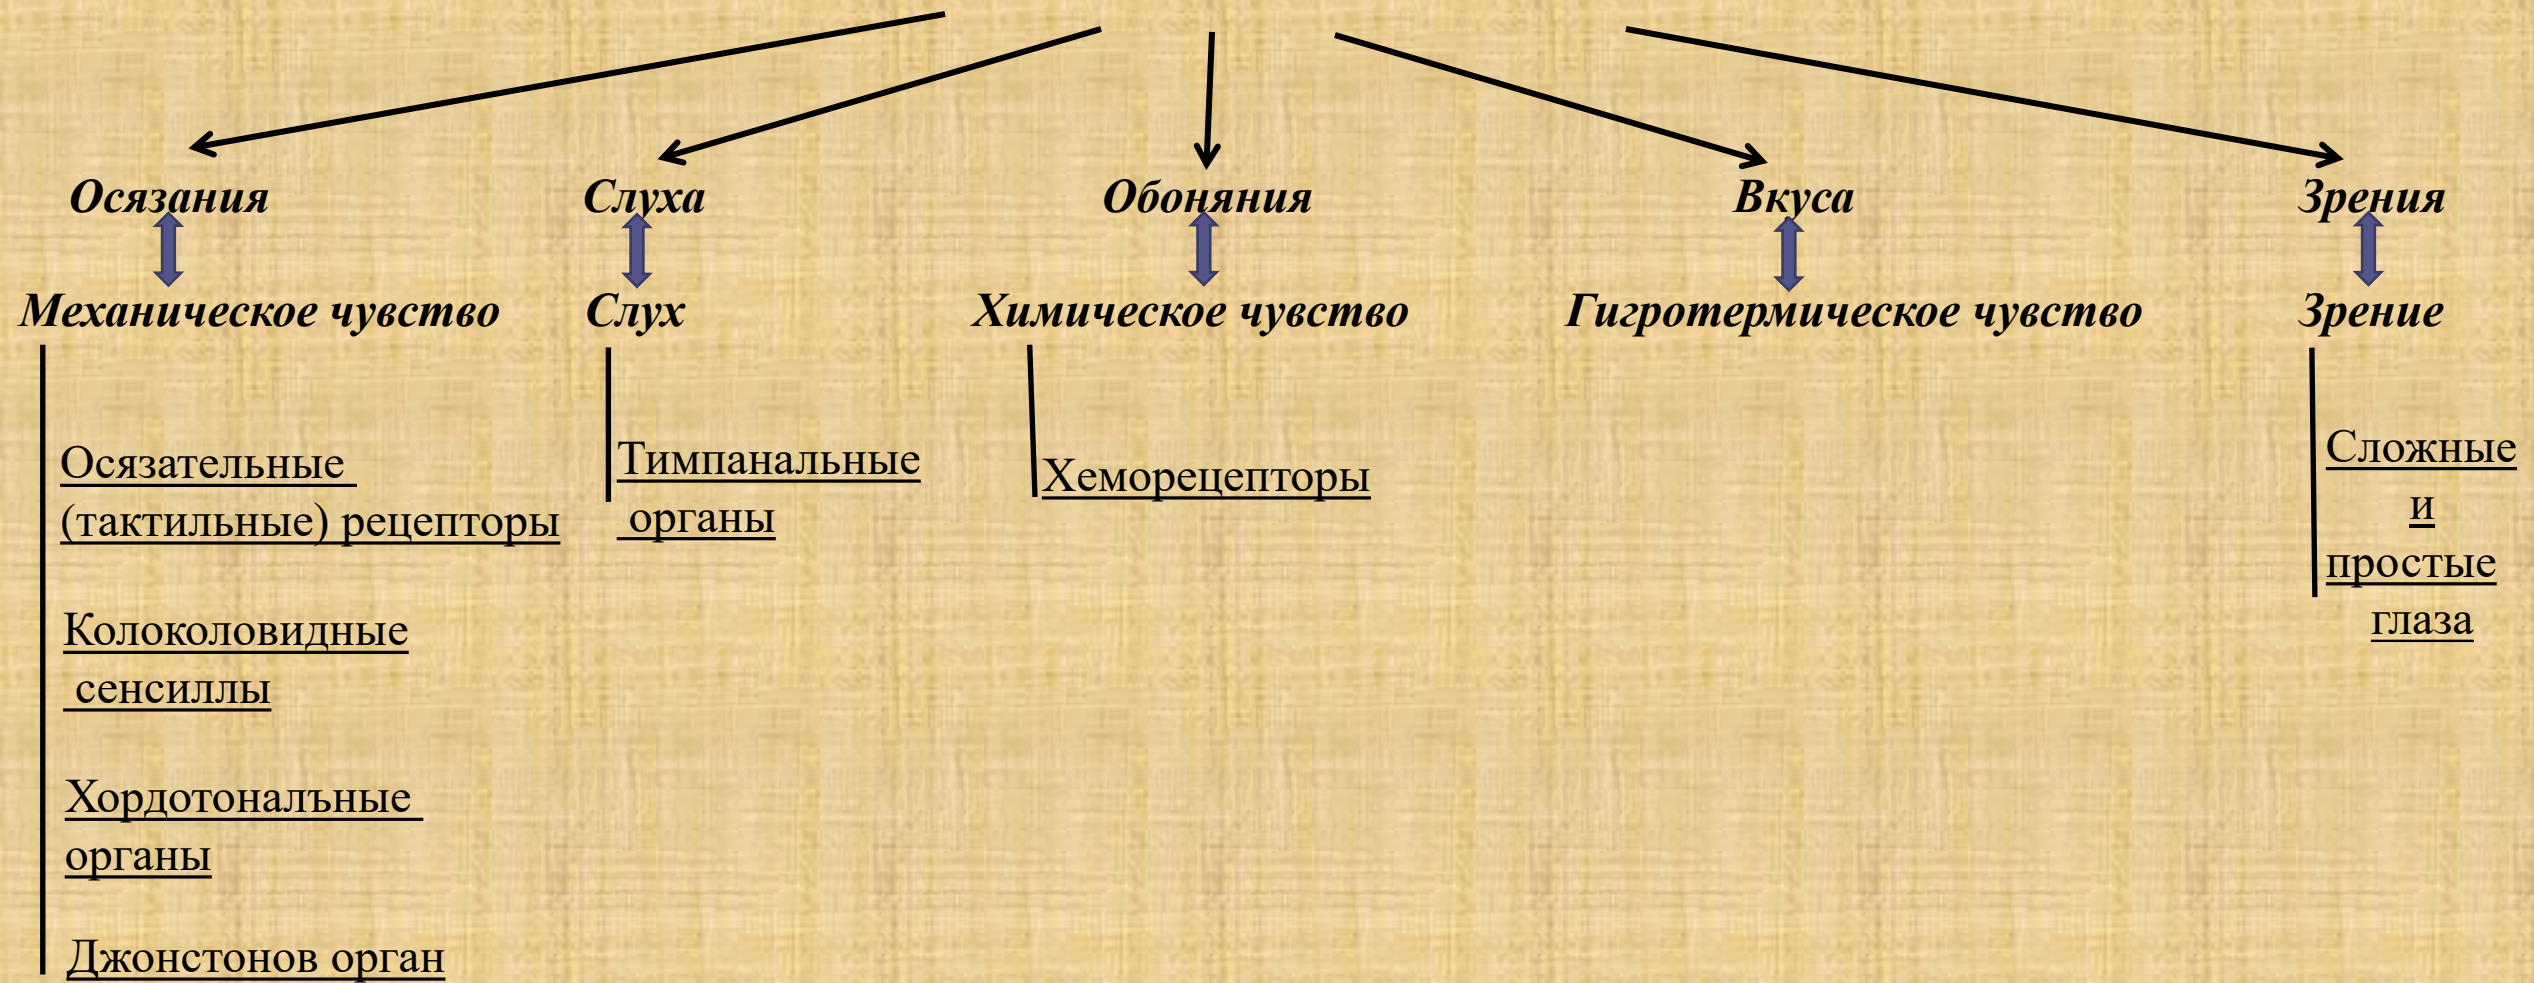 Осязания
Слуха
Обоняния
Вкуса
Зрения
Механическое чувство
Слух
Химическое чувство
Гигротермическое чувство
Зрение
Осязательные
(тактильные) рецепторы
Колоколовидные
сенсиллы
Хордотоналъные
органы
Джонстонов орган
Тимпанальные
органы
Хеморецепторы
Сложные
и
простые
глаза